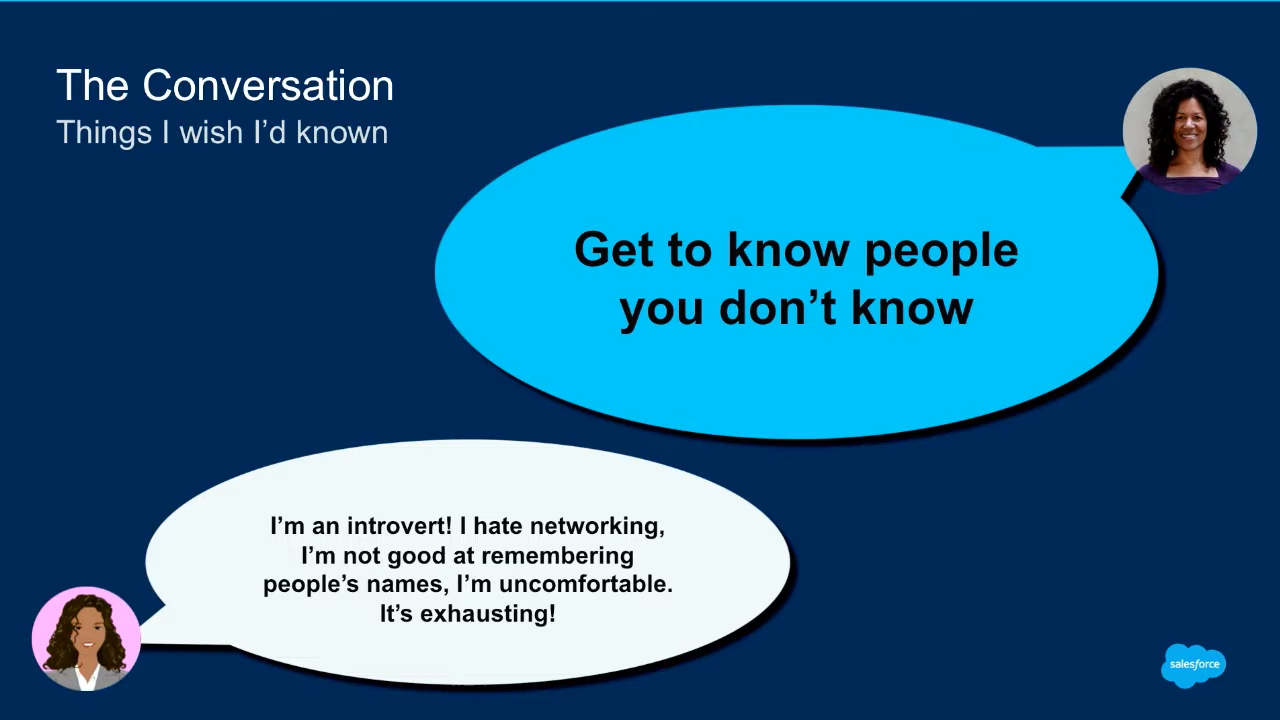 The Conversation
Things I wish I’d known
Get to know people
you don’t know
I’m an introvert! I hate networking,
I’m not good at remembering
people’s names, I’m uncomfortable.
It’s exhausting!
salesforce